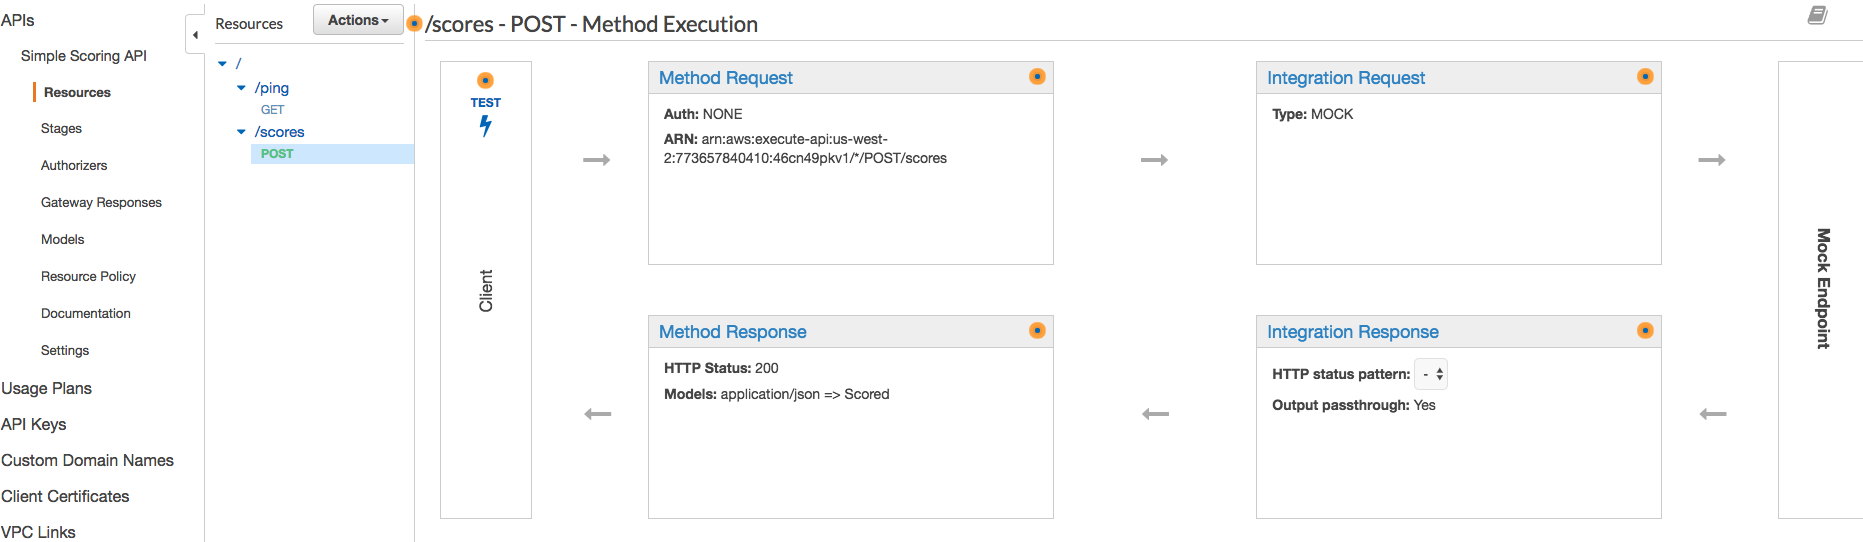 APIs
Simple Scoring API
Resources
Stages
Authorizers
Gateway Responses
Models
Resource Policy
Documentation
Settings
Usage Plans
API Keys
Custom Domain Names
Client Certificates
VPC Links
Resources
Actions
/
/ping
GET
/scores
POST
/scores - POST - Method Execution
TEST
Client
Method Request
Auth: NONE
ARN: arn:aws:execute-api:us-west-
2:773657840410:46cn49pkv1/*/POST/scores
Integration Request
Type: MOCK
Mock Endpoint
Method Response
HTTP Status: 200
Models: application/json => Scored
Integration Response
HTTP status pattern: -
Output passthrough: Yes